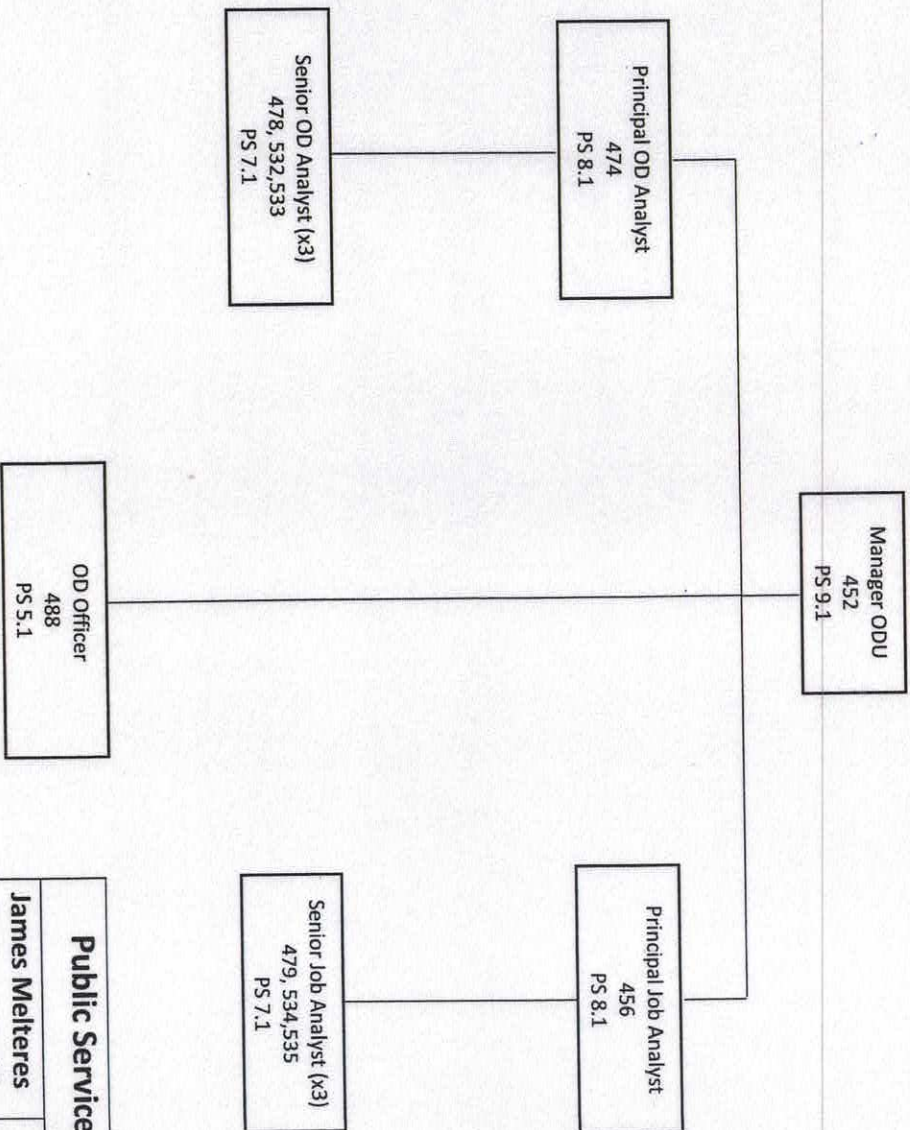 Manager ODU
452
PS 9.1
Principal OD Analyst
474
PS 8.1
Principal Job Analyst
456
PS 8.1
Senior OD Analyst (x3)
478, 532,533
PS 7.1
Senior Job Analyst (x3)
479, 534,535
PS 7.1
OD Officer
488
PS 5.1
Public Service
James Melteres